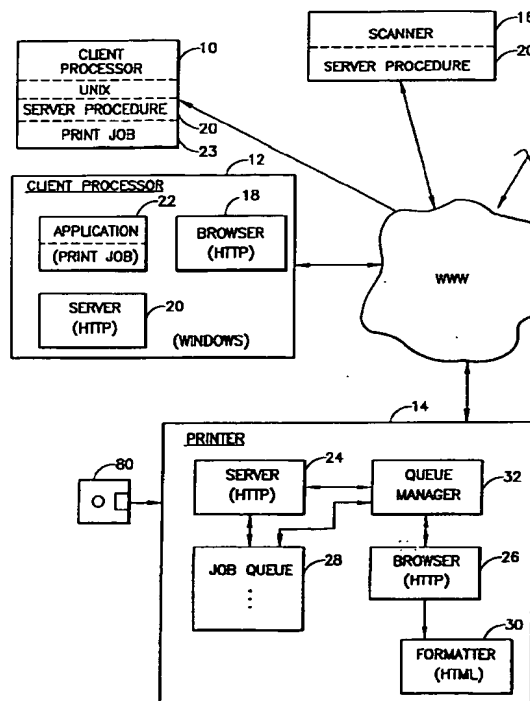 CLIENT
PROCESSOR
UNIX
SERVER PROCEDURE
PRINT JOB
10
20
23
SCANNER
SERVER PROCEDURE
20
CLIENT PROCESSOR
12
22
APPLICATION
(PRINT JOB)
18
BROWSER
(HTTP)
SERVER
(HTTP)
20
(WINDOWS)
WWW
14
PRINTER
80
SERVER
(HTTP)
24
QUEUE
MANAGER
32
JOB QUEUE
28
BROWSER
(HTTP)
26
FORMATTER
(HTML)
30